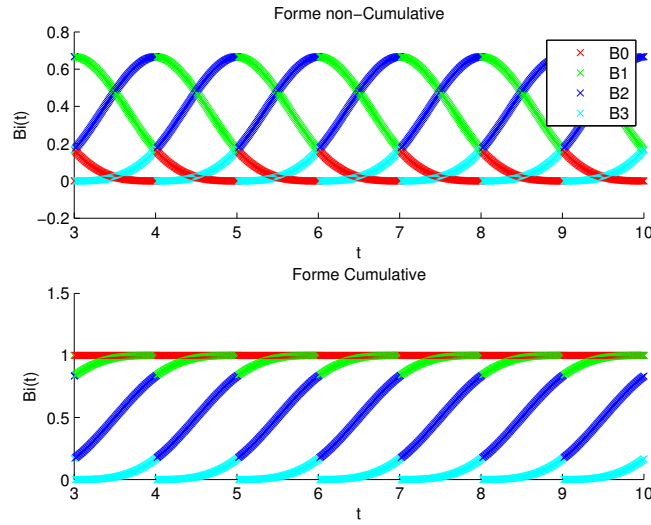 Forme non-Cumulative
0.8
0.6
0.4
0.2
0
−0.2
Bi(t)
3 4 5 6 7 8 9 10
t
B0
B1
B2
B3
Forme Cumulative
1.5
1
0.5
0
Bi(t)
3 4 5 6 7 8 9 10
t